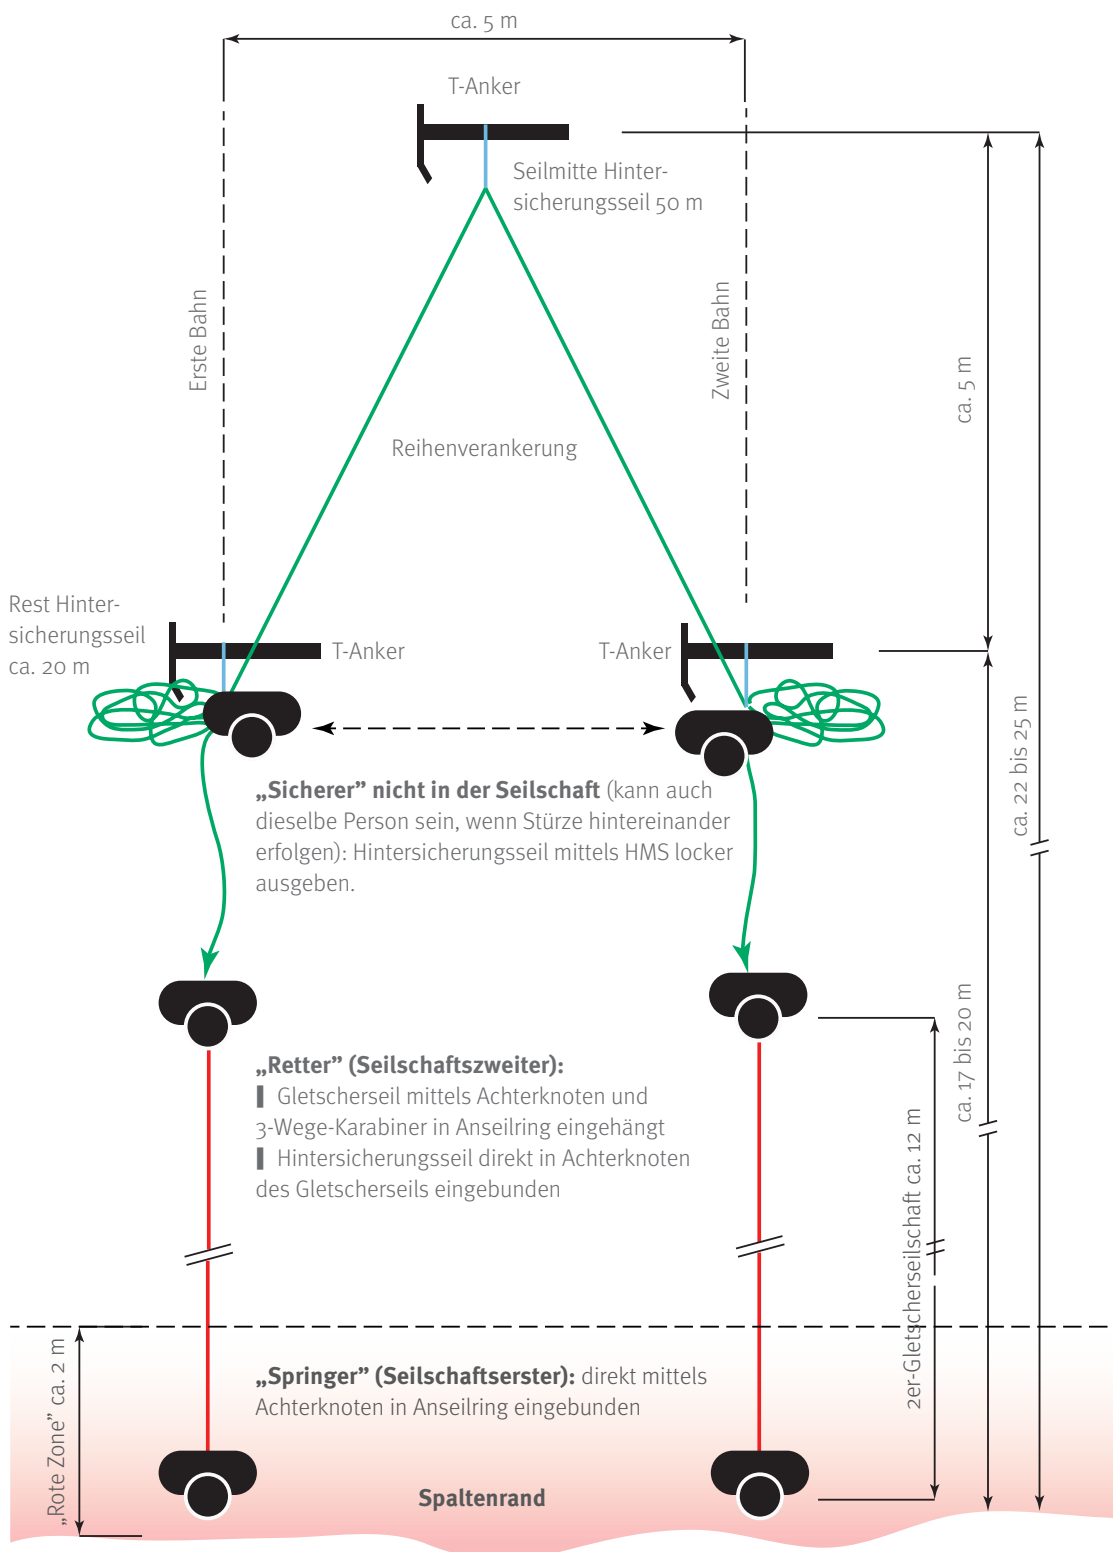 ca. 5 m
T-Anker
Seilmitte Hinter-
sicherungsseil 50 m
Erste Bahn
Zweite Bahn
ca. 5 m
Reihenverankerung
Rest Hinter-
sicherungsseil
ca. 20 m
T-Anker
T-Anker
ca. 22 bis 25 m
„Sicherer” nicht in der Seilschaft (kann auch
dieselbe Person sein, wenn Stürze hintereinander
erfolgen): Hintersicherungsseil mittels HMS locker
ausgeben.
ca. 17 bis 20 m
„Retter” (Seilschaftszweiter):
▌ Gletscherseil mittels Achterknoten und
3-Wege-Karabiner in Anseilring eingehängt
▌ Hintersicherungsseil direkt in Achterknoten
des Gletscherseils eingebunden
2er-Gletscherseilschaft ca. 12 m
„Rote Zone” ca. 2 m
„Springer” (Seilschaftserster): direkt mittels
Achterknoten in Anseilring eingebunden
Spaltenrand